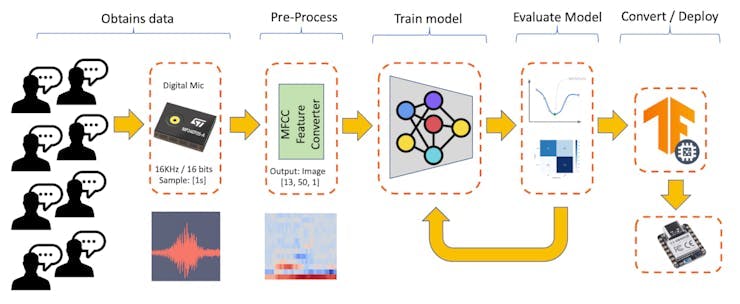 Obtains data
Pre-Process
Train model
Evaluate Model
Convert / Deploy
Digital Mic
16KHz / 16 bits
Sample: [1s]
MFCC
Feature
Converter
Output: Image
[13, 50, 1]